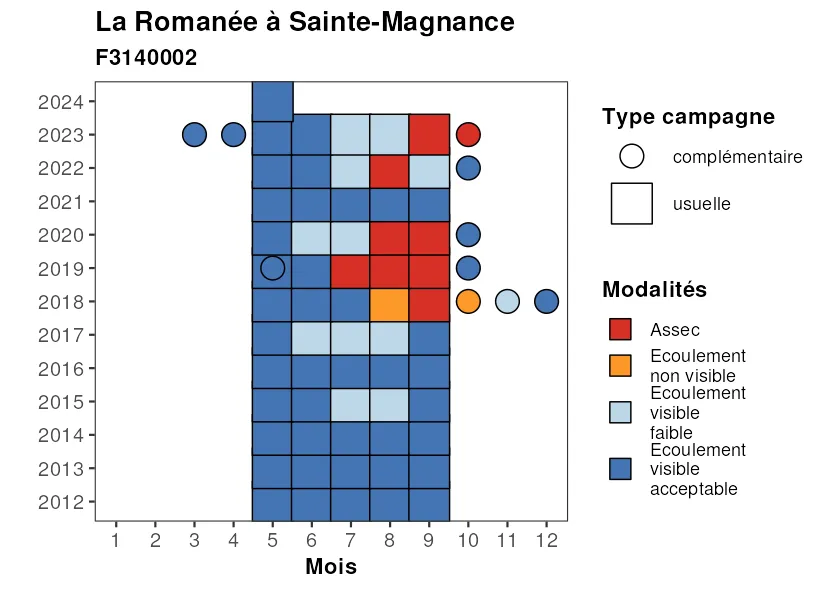 La Romanée à Sainte-Magnance
F3140002
2024
2023
2022
2021
2020
2019
2018
2017
2016
2015
2014
2013
2012
1 2 3 4 5 6 7 8 9 10 11 12
Mois
Type campagne
complémentaire
usuelle
Modalités
Assec
Ecoulement
non visible
Ecoulement
visible
faible
Ecoulement
visible
acceptable